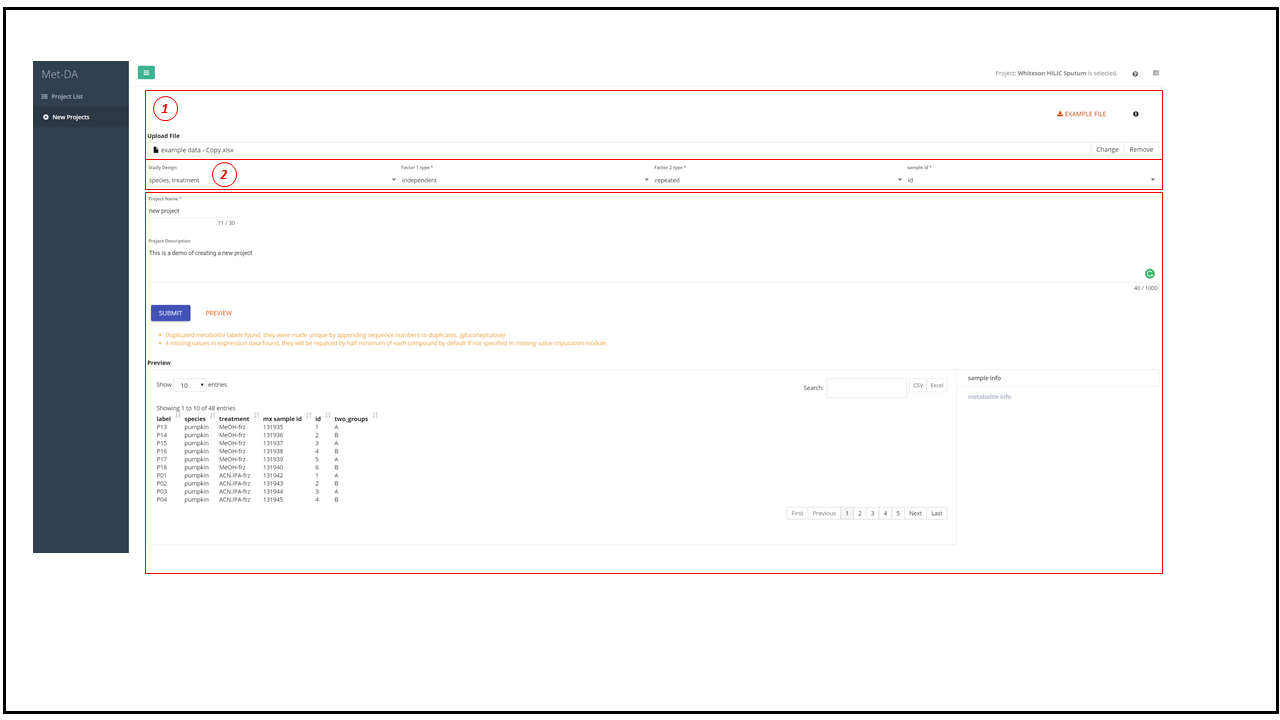 Met-DA
Project List
New Projects
Project: Whiteson HILIC Sputum is selected.
1
EXAMPLE FILE
Upload File
example data - Copy.xlsx Change Remove
2
Study Design Factor 1 type * Factor 2 type * sample id *
species, treatment independent repeated id
Project Name *
new project
11 / 30
Project Description
This is a demo of creating a new project
40 / 1000
SUBMIT PREVIEW
Duplicated metabolite labels found, they were made unique by appending sequence numbers to duplicates. (glucoheptulose)
4 missing values in expression data found, they will be repalced by half minimum of each compound by default if not specified in missing value imputation module.
Preview
Show 10 entries Search: CSV Excel
sample info
metabolite info
Showing 1 to 10 of 48 entries
label species treatment mx sample id id two_groups
P13 pumpkin MeOH-frz 131935 1 A
P14 pumpkin MeOH-frz 131936 2 B
P15 pumpkin MeOH-frz 131937 3 A
P16 pumpkin MeOH-frz 131938 4 B
P17 pumpkin MeOH-frz 131939 5 A
P18 pumpkin MeOH-frz 131940 6 B
P01 pumpkin ACN.IPA-frz 131942 1 A
P02 pumpkin ACN.IPA-frz 131943 2 B
P03 pumpkin ACN.IPA-frz 131944 3 A
P04 pumpkin ACN.IPA-frz 131945 4 B
First Previous 1 2 3 4 5 Next Last